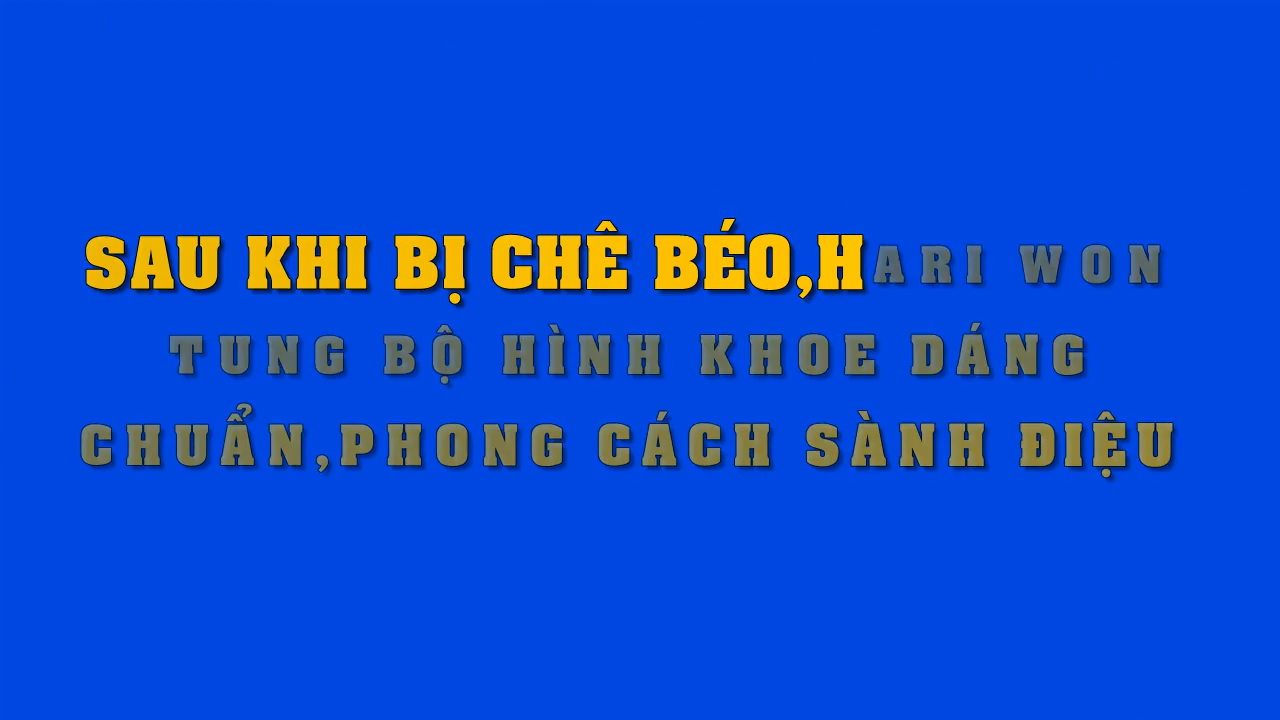 SAU KHI BỊ CHÊ BÉO,HARI WON
TUNG BỘ HÌNH KHOE DÁNG
CHUẨN,PHONG CÁCH SÀNH ĐIỆU